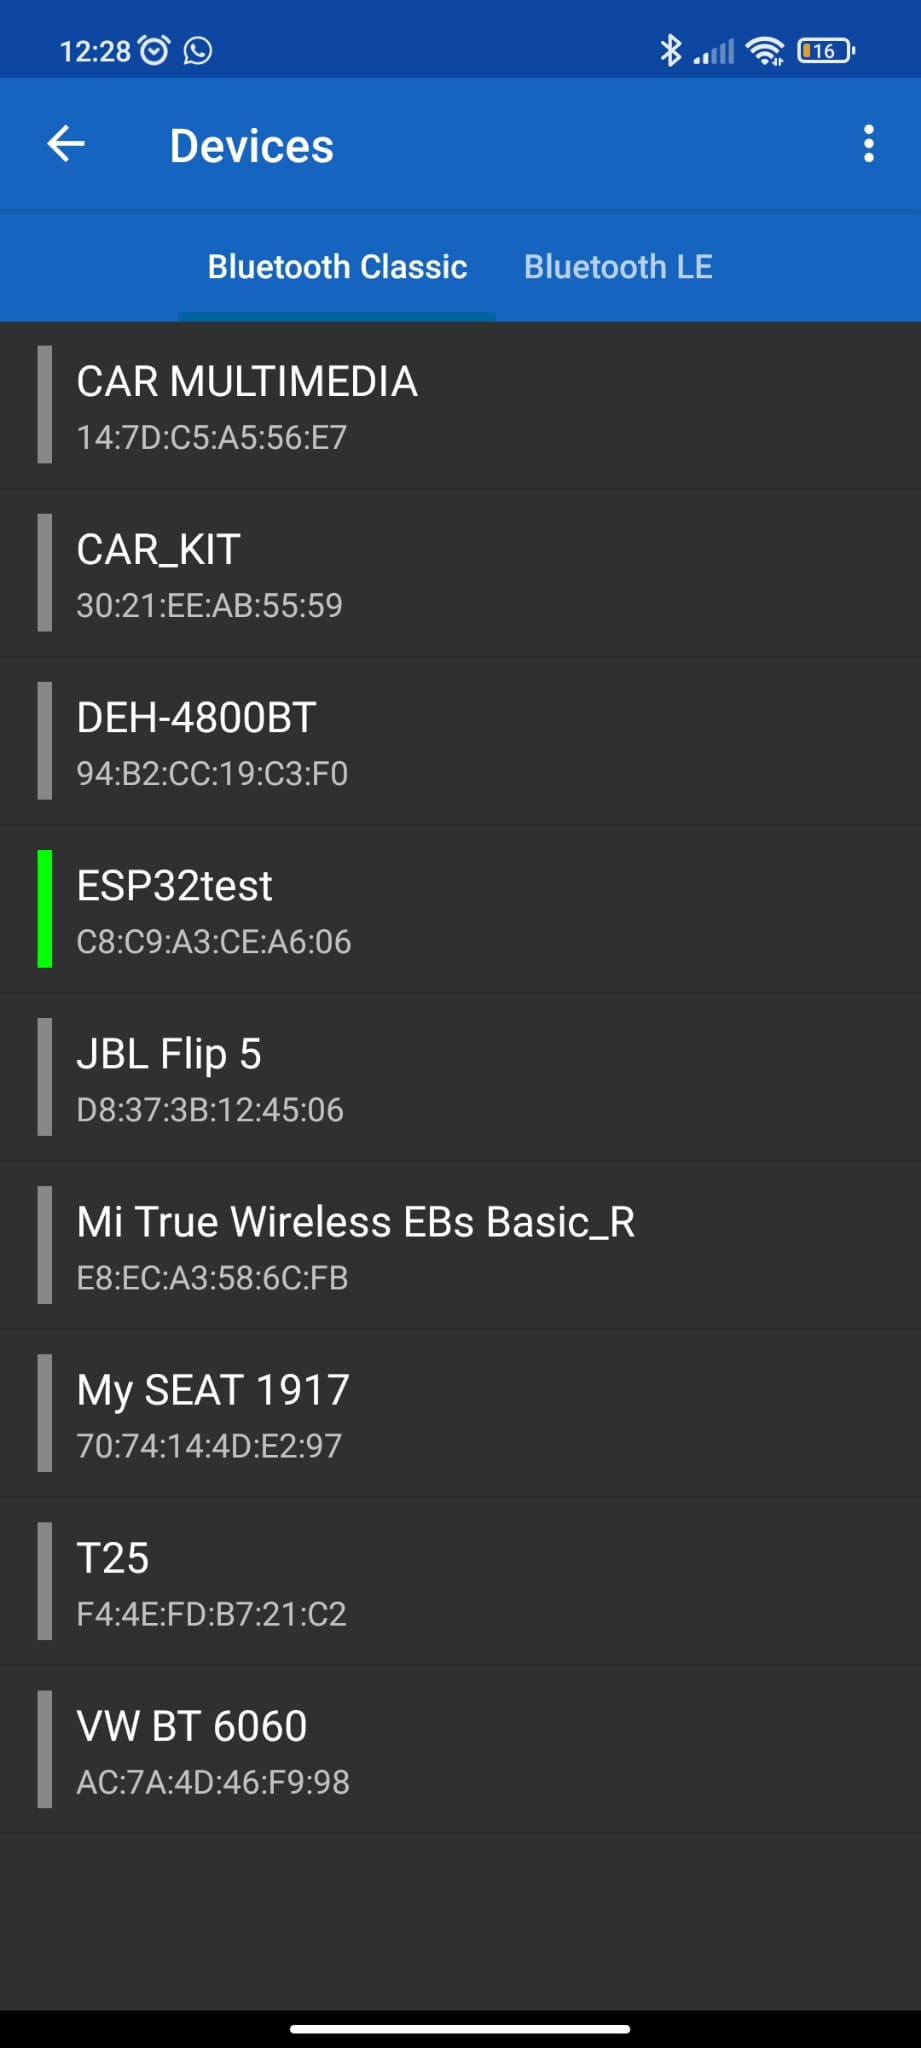 12:28
16
Devices
Bluetooth Classic
Bluetooth LE
CAR MULTIMEDIA
14:7D:C5:A5:56:E7
CAR_KIT
30:21:EE:AB:55:59
DEH-4800BT
94:B2:CC:19:C3:F0
ESP32test
C8:C9:A3:CE:A6:06
JBL Flip 5
D8:37:3B:12:45:06
Mi True Wireless EBs Basic_R
E8:EC:A3:58:6C:FB
My SEAT 1917
70:74:14:4D:E2:97
T25
F4:4E:FD:B7:21:C2
VW BT 6060
AC:7A:4D:46:F9:98